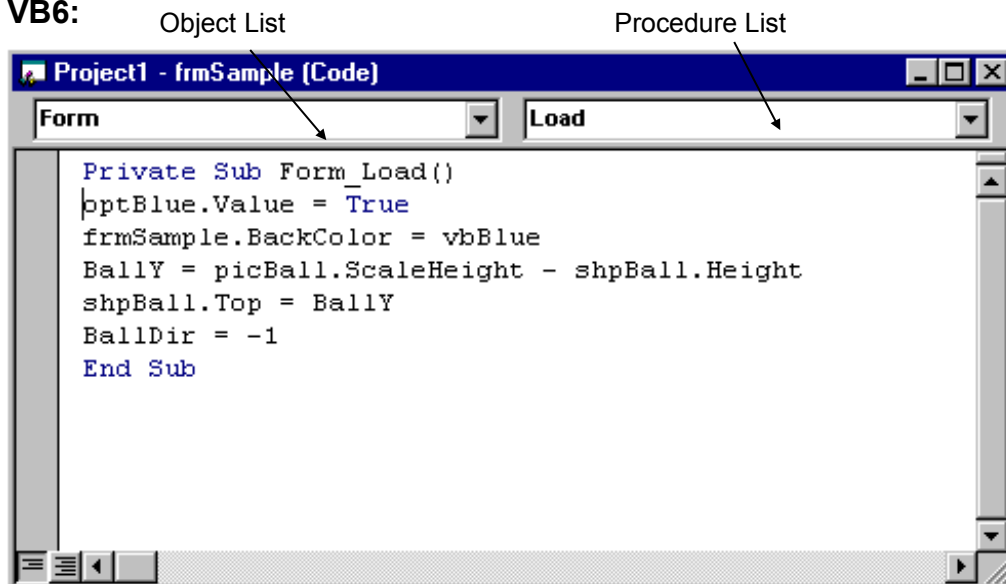 VB6:
Object List
Procedure List
Project1 - frmSample (Code)
Form
Load
Private Sub Form_Load()
optBlue.Value = True
frmSample.BackColor = vbBlue
BallY = picBall.ScaleHeight - shpBall.Height
shpBall.Top = BallY
BallDir = -1
End Sub